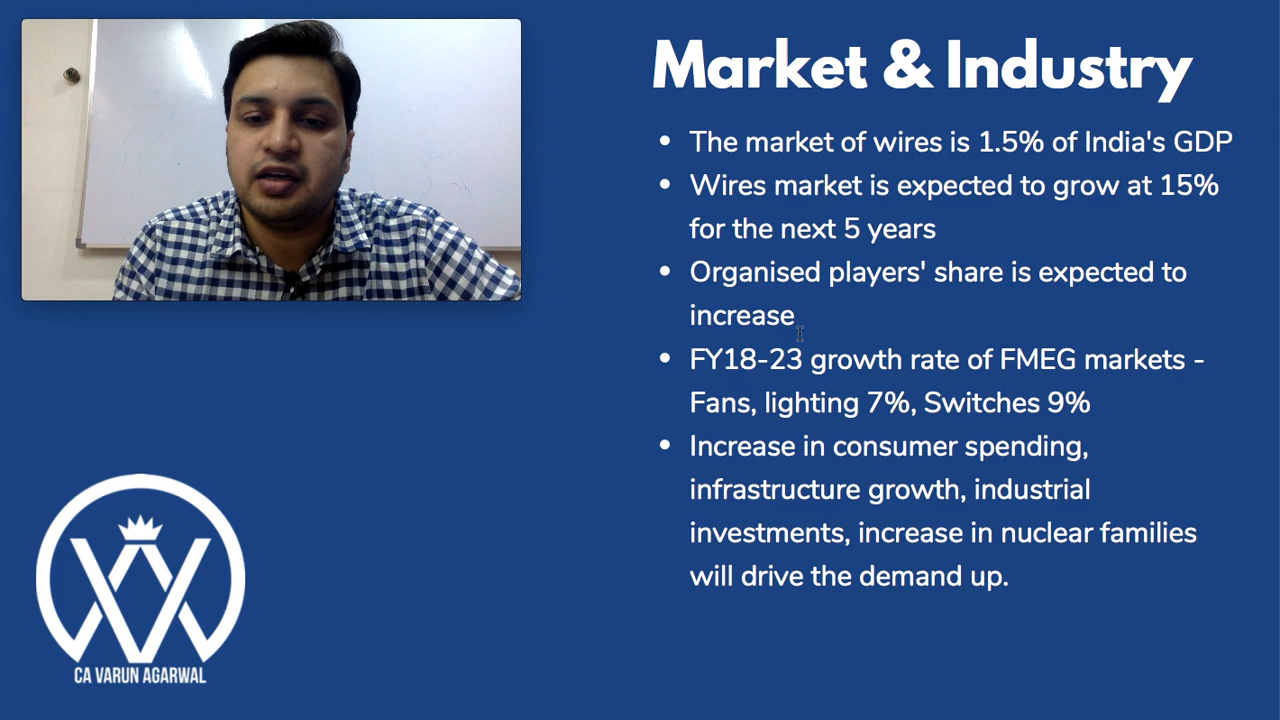 Market & Industry
• The market of wires is 1.5% of India's GDP
• Wires market is expected to grow at 15%
for the next 5 years
• Organised players' share is expected to
increase
• FY18-23 growth rate of FMEG markets -
Fans, lighting 7%, Switches 9%
• Increase in consumer spending,
infrastructure growth, industrial
investments, increase in nuclear families
will drive the demand up.
CA VARUN AGARWAL